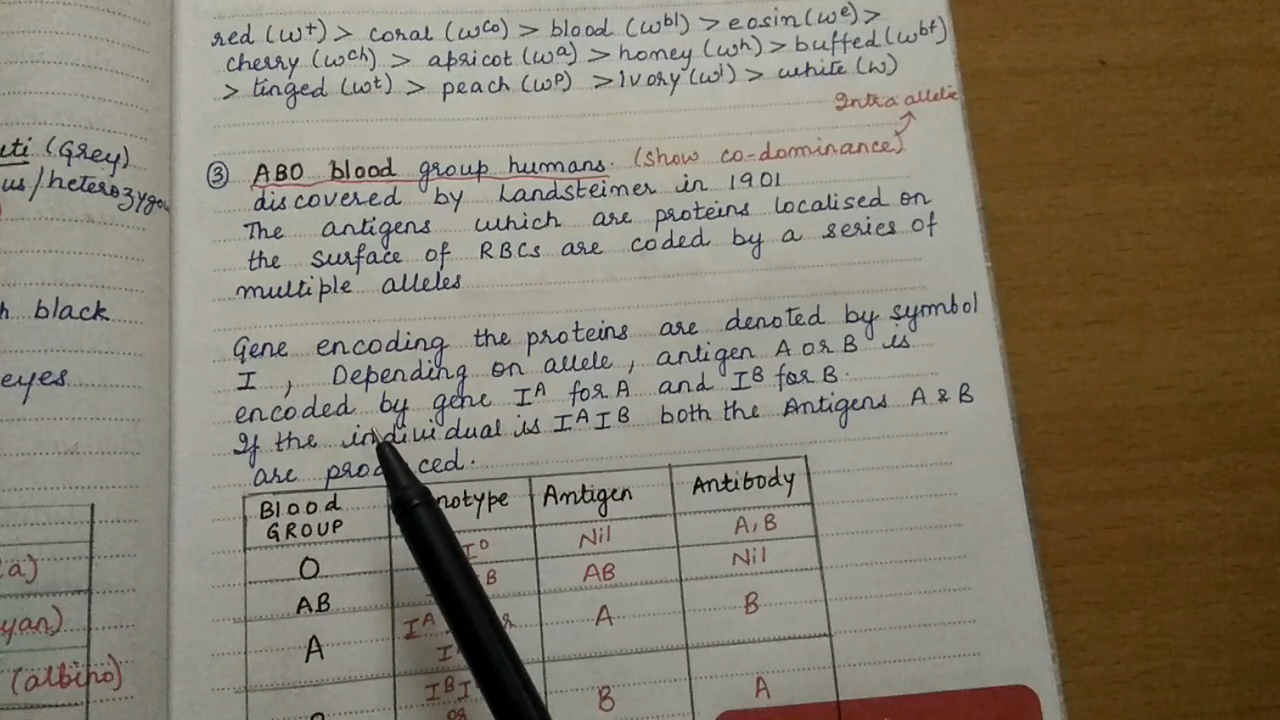 red (w+) > coral (wco) > blood (wbl) > eosin (we) >
cherry (wch) > apricot (wa) > honey (wh) > buffed (wbf)
> tinged (wt) > peach (wp) > ivory (wi) > white (w)
Intra allelic
③ ABO blood group humans. (show co-dominance)
discovered by Landsteimer in 1901
The antigens which are proteins localised on
the surface of RBCs are coded by a series of
multiple alleles
Gene encoding the proteins are denoted by symbol
I , Depending on allele, antigen A or B is
encoded by gene IA for A and IB for B.
If the individual is IAIB both the Antigens A & B
are produced.
Blood GROUP Antigen Antibody
O Nil A, B
AB AB Nil
A IA A B
IB B A
or
(Grey)
black
eyes
(albino)